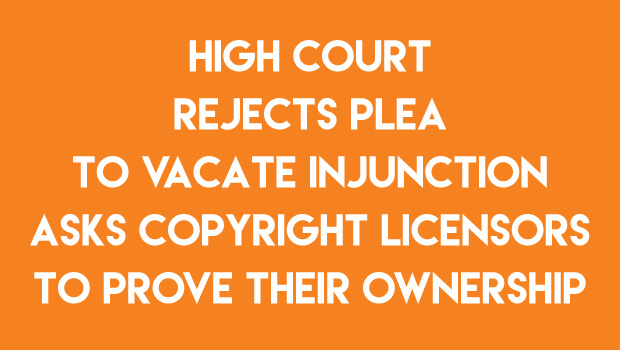 HIGH COURT
REJECTS PLEA
TO VACATE INJUNCTION
ASKS COPYRIGHT LICENSORS
TO PROVE THEIR OWNERSHIP